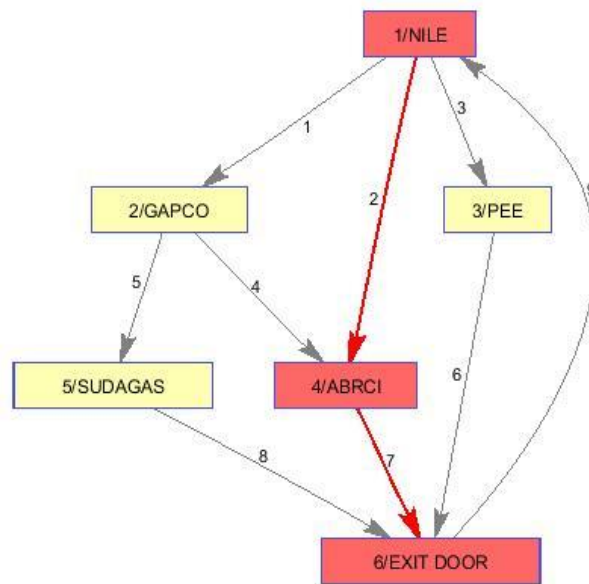 1/NILE
1
2
3
9
2/GAPCO
3/PEE
5
4
6
5/SUDAGAS
4/ABRCI
8
7
6/EXIT DOOR